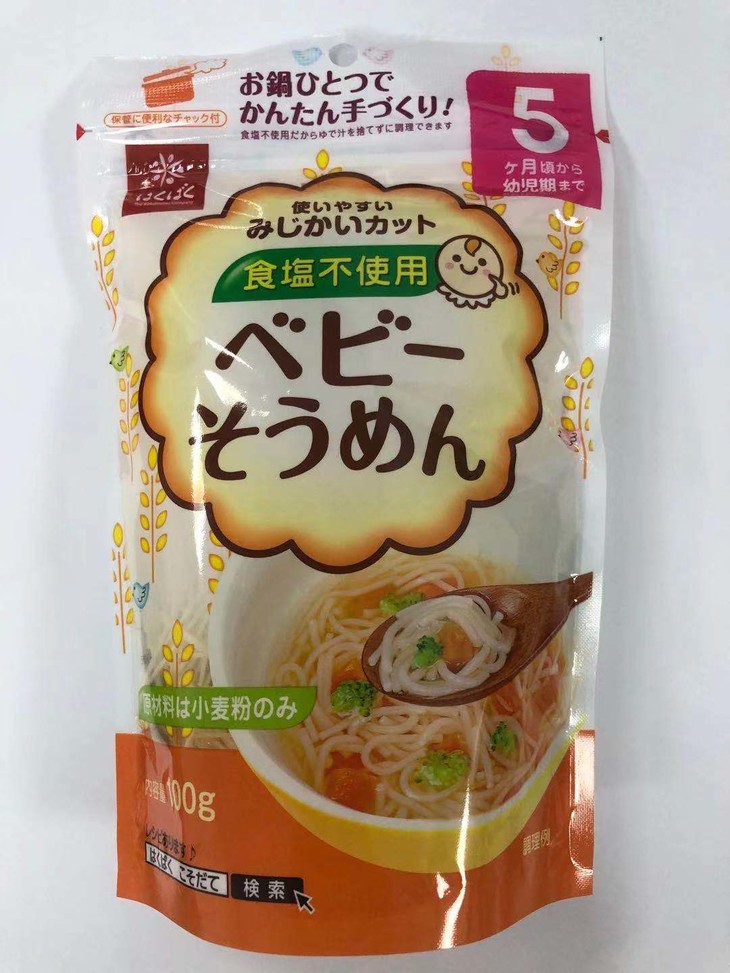 お鍋ひとつで
かんたん手づくり!
食塩不使用だからゆで汁を捨てずに調理できます
保管に便利なチャック付
はくばく
5
ケ月頃から
幼児期まで
使いやすい
みじかいカット
食塩不使用
ベビー
そうめん
原材料は小麦粉のみ
内容量100g
レシピ有ります♪
はくばく こそだて 検索
調理例